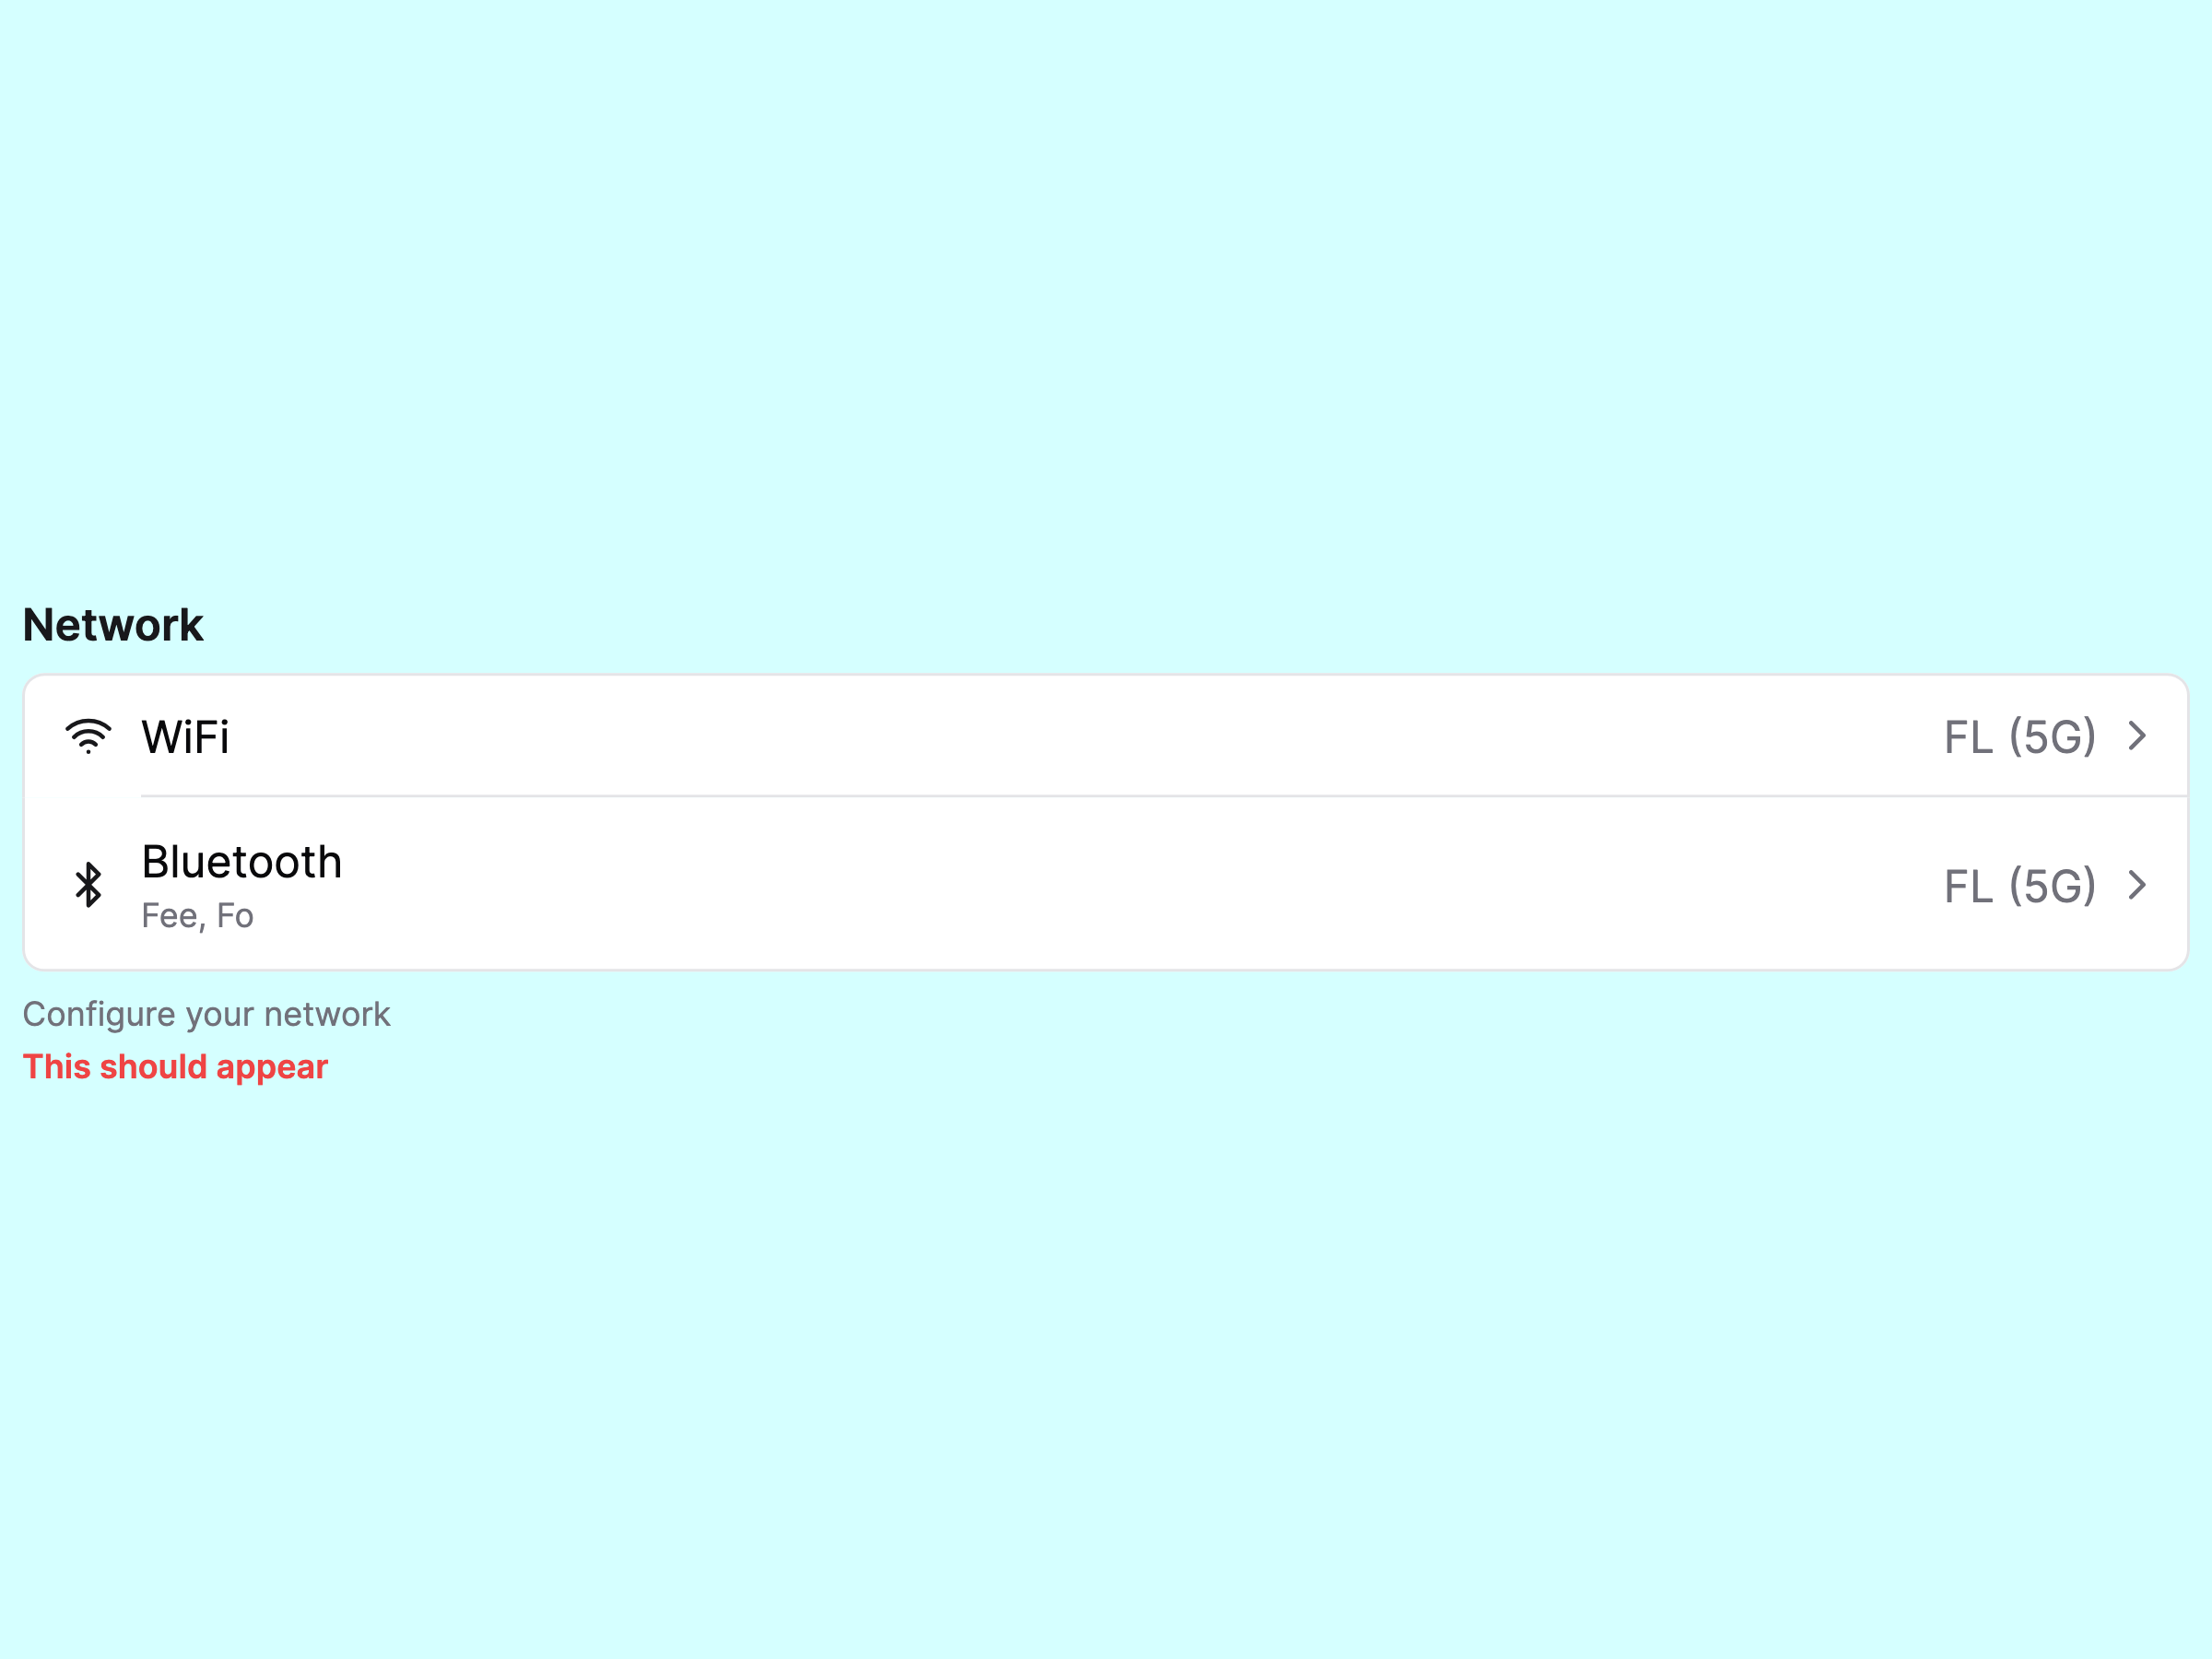 Network
WiFi FL (5G)
Bluetooth FL (5G)
Fee, Fo
Configure your network
This should appear